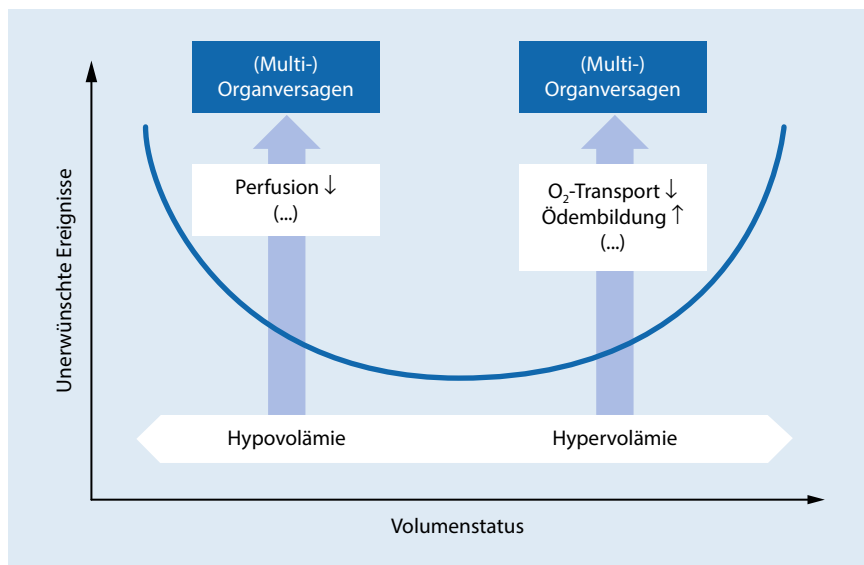 (Multi-)
Organversagen
(Multi-)
Organversagen
Perfusion ↓
(...)
O₂-Transport ↓
Ödembildung ↑
(...)
Unerwünschte Ereignisse
Hypovolämie
Hypervolämie
Volumenstatus